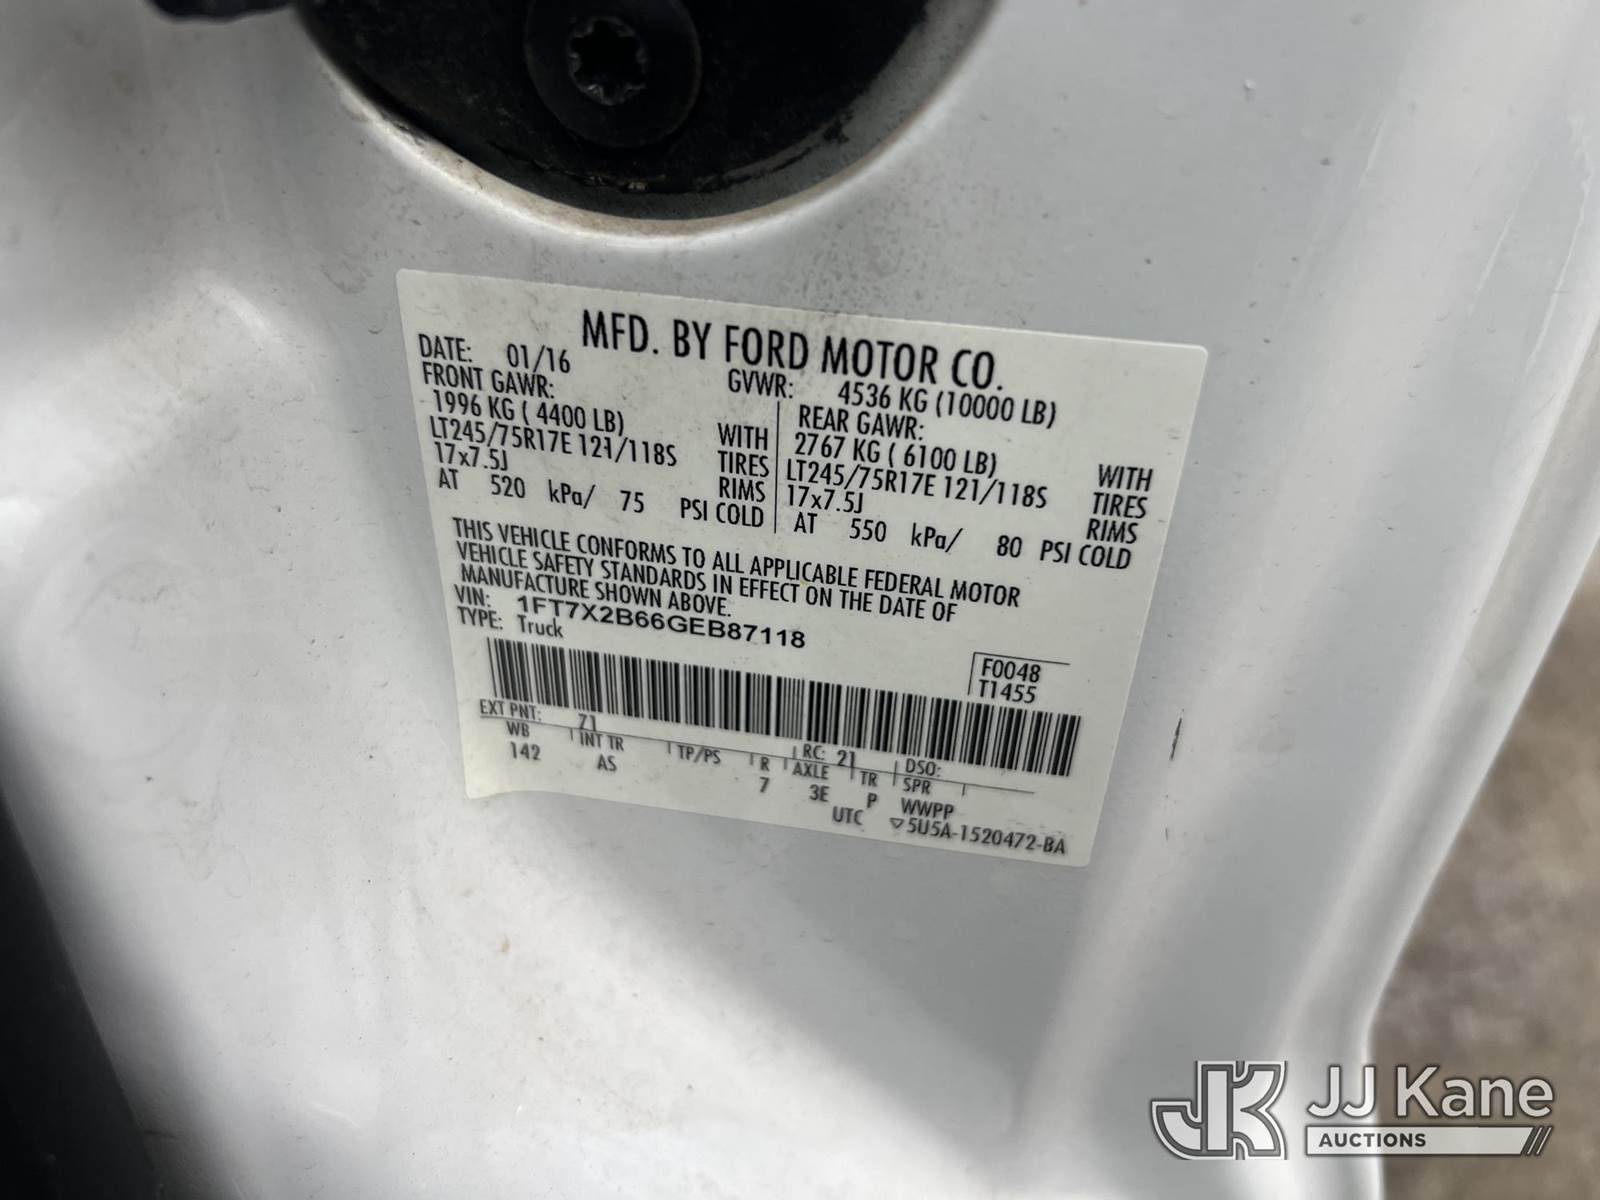 MFD. BY FORD MOTOR CO.
DATE: 01/16 GVWR: 4536 KG (10000 LB)
FRONT GAWR: REAR GAWR:
1996 KG ( 4400 LB) WITH 2767 KG ( 6100 LB) WITH
LT245/75R17E 121/118S TIRES LT245/75R17E 121/118S TIRES
17x7.5J RIMS 17x7.5J RIMS
AT 520 kPa/ 75 PSI COLD AT 550 kPa/ 80 PSI COLD
THIS VEHICLE CONFORMS TO ALL APPLICABLE FEDERAL MOTOR
VEHICLE SAFETY STANDARDS IN EFFECT ON THE DATE OF
MANUFACTURE SHOWN ABOVE.
VIN: 1FT7X2B66GEB87118
TYPE: Truck
F0048
T1455
EXT PNT: Z1 RC: 21 DSO:
WB INT TR TP/PS R AXLE TR SPR
142 AS 7 3E P WWPP
UTC ▽5U5A-1520472-BA
JK JJ Kane
AUCTIONS